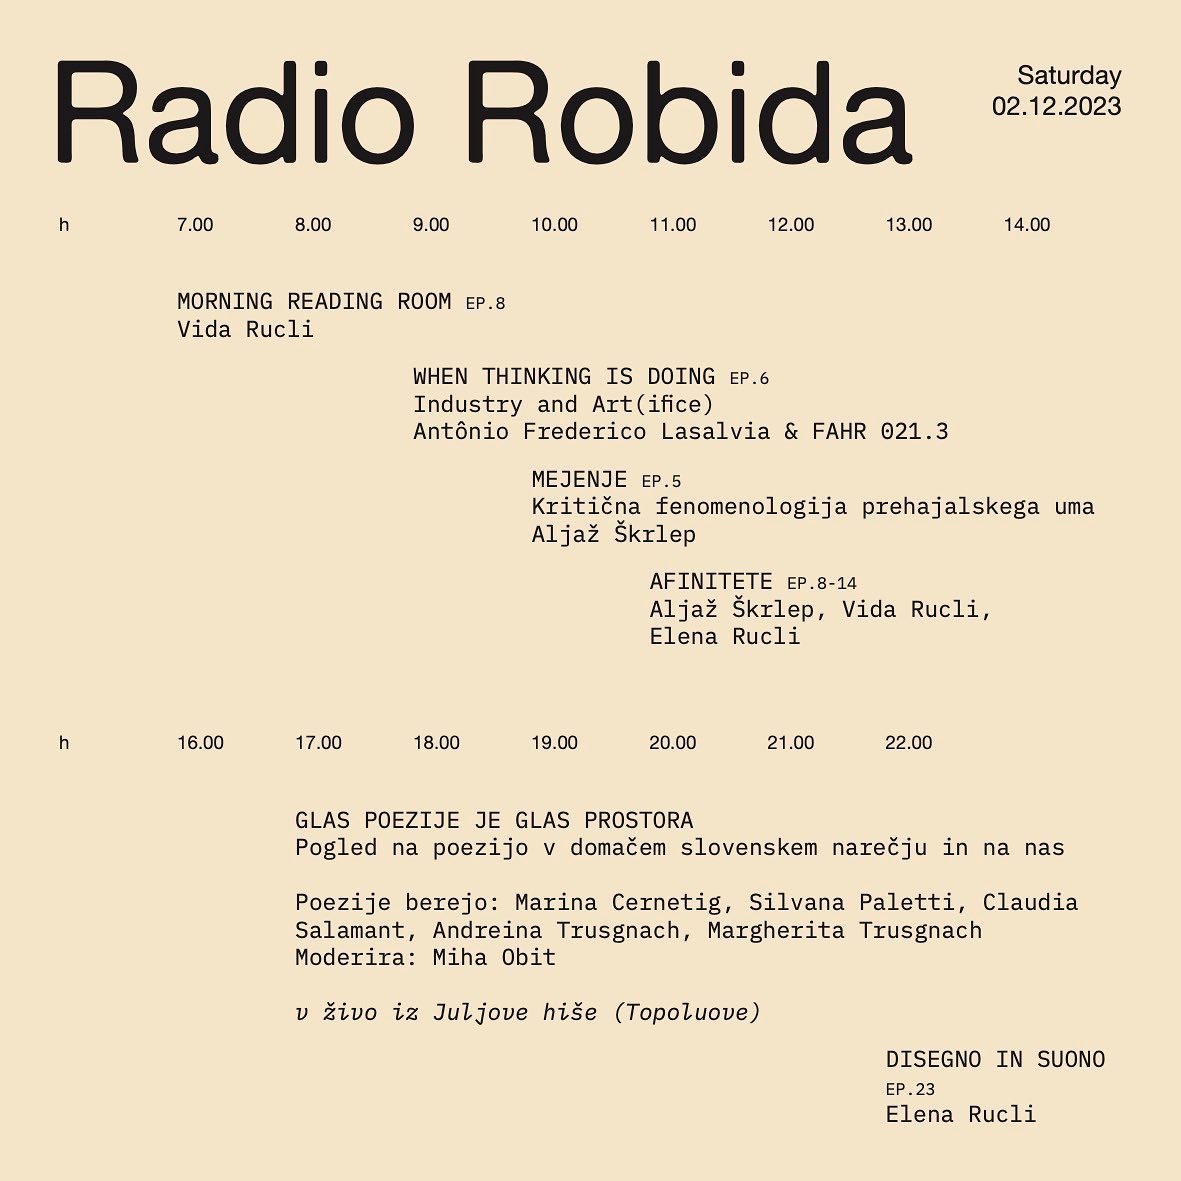 Radio Robida
Saturday
02.12.2023
h 7.00 8.00 9.00 10.00 11.00 12.00 13.00 14.00
MORNING READING ROOM EP.8
Vida Rucli
WHEN THINKING IS DOING EP.6
Industry and Art(ifice)
Antônio Frederico Lasalvia & FAHR 021.3
MEJENJE EP.5
Kritična fenomenologija prehajalskega uma
Aljaž Škrlep
AFINITETE EP.8-14
Aljaž Škrlep, Vida Rucli,
Elena Rucli
h 16.00 17.00 18.00 19.00 20.00 21.00 22.00
GLAS POEZIJE JE GLAS PROSTORA
Pogled na poezijo v domačem slovenskem narečju in na nas
Poezije berejo: Marina Cernetig, Silvana Paletti, Claudia
Salamant, Andreina Trusgnach, Margherita Trusgnach
Moderira: Miha Obit
v živo iz Juljove hiše (Topoluove)
DISEGNO IN SUONO
EP.23
Elena Rucli